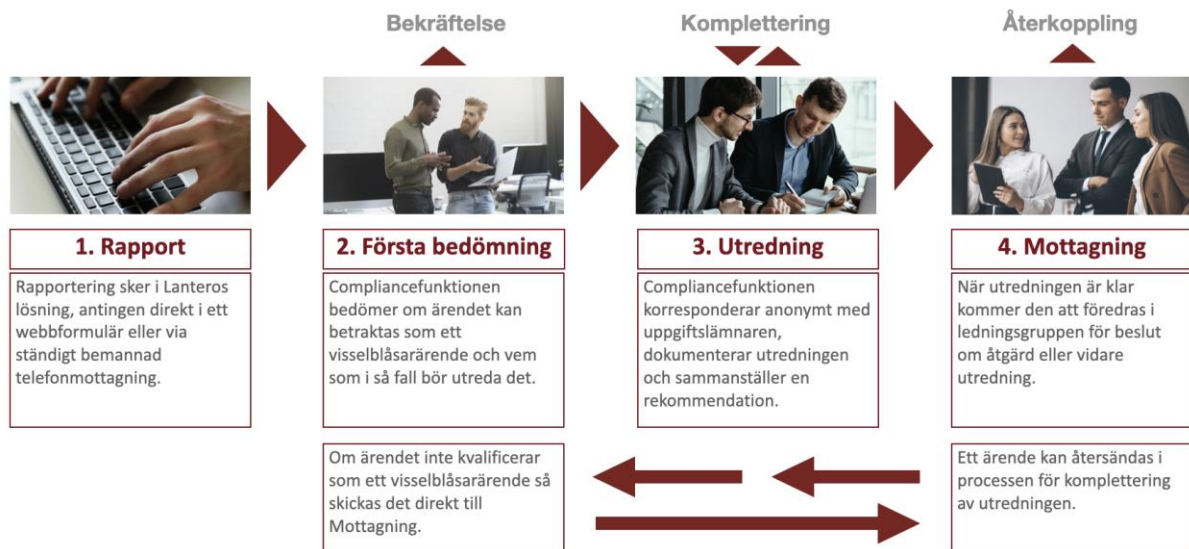 Bekräftelse
Komplettering
Återkoppling
1. Rapport
Rapportering sker i Lanteros
lösning, antingen direkt i ett
webbformulär eller via
ständigt bemannad
telefonmottagning.
2. Första bedömning
Compliancefunktionen
bedömer om ärendet kan
betraktas som ett
visselblåsarärende och vem
som i så fall bör utreda det.
Om ärendet inte kvalificerar
som ett visselblåsarärende så
skickas det direkt till
Mottagning.
3. Utredning
Compliancefunktionen
korresponderar anonymt med
uppgiftslämnaren,
dokumenterar utredningen
och sammanställer en
rekommendation.
4. Mottagning
När utredningen är klar
kommer den att föredras i
ledningsgruppen för beslut
om åtgärd eller vidare
utredning.
Ett ärende kan återsändas i
processen för komplettering
av utredningen.